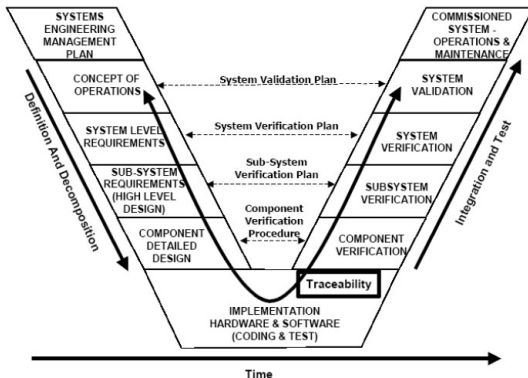 SYSTEMS
ENGINEERING
MANAGEMENT
PLAN
COMMISSIONED
SYSTEM -
OPERATIONS &
MAINTENANCE
CONCEPT OF
OPERATIONS
System Validation Plan
SYSTEM
VALIDATION
SYSTEM LEVEL
REQUIREMENTS
System Verification Plan
SYSTEM
VERIFICATION
SUB-SYSTEM
REQUIREMENTS
(HIGH LEVEL
DESIGN)
Sub-System
Verification Plan
SUBSYSTEM
VERIFICATION
COMPONENT
DETAILED
DESIGN
Component
Verification
Procedure
COMPONENT
VERIFICATION
Definition And Decomposition
Integration and Test
Traceability
IMPLEMENTATION
HARDWARE & SOFTWARE
(CODING & TEST)
Time